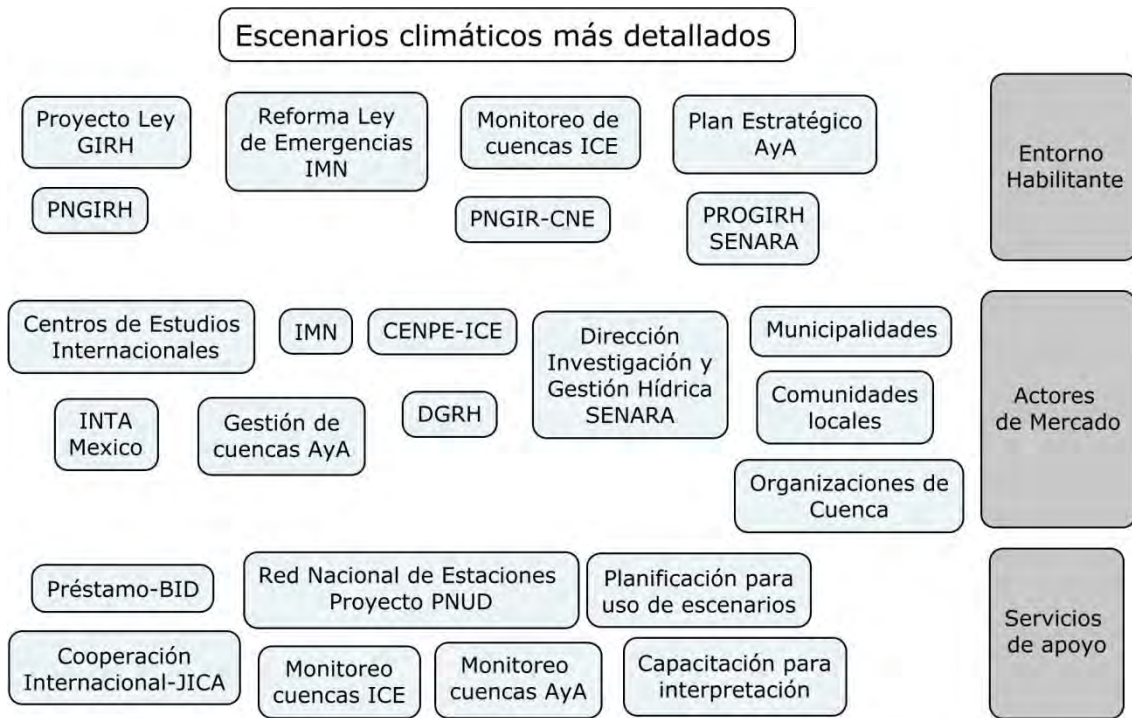 Escenarios climáticos más detallados
Proyecto Ley
GIRH
Reforma Ley
de Emergencias
IMN
Monitoreo de
cuencas ICE
Plan Estratégico
AyA
PNGIRH
PNGIR-CNE
PROGIRH
SENARA
Entorno
Habilitante
Centros de Estudios
Internacionales
IMN
CENPE-ICE
Dirección
Investigación y
Gestión Hídrica
SENARA
Municipalidades
INTA
Mexico
Gestión de
cuencas AyA
DGRH
Comunidades
locales
Organizaciones de
Cuenca
Actores
de Mercado
Préstamo-BID
Red Nacional de Estaciones
Proyecto PNUD
Planificación para
uso de escenarios
Cooperación
Internacional-JICA
Monitoreo
cuencas ICE
Monitoreo
cuencas AyA
Capacitación para
interpretación
Servicios
de apoyo